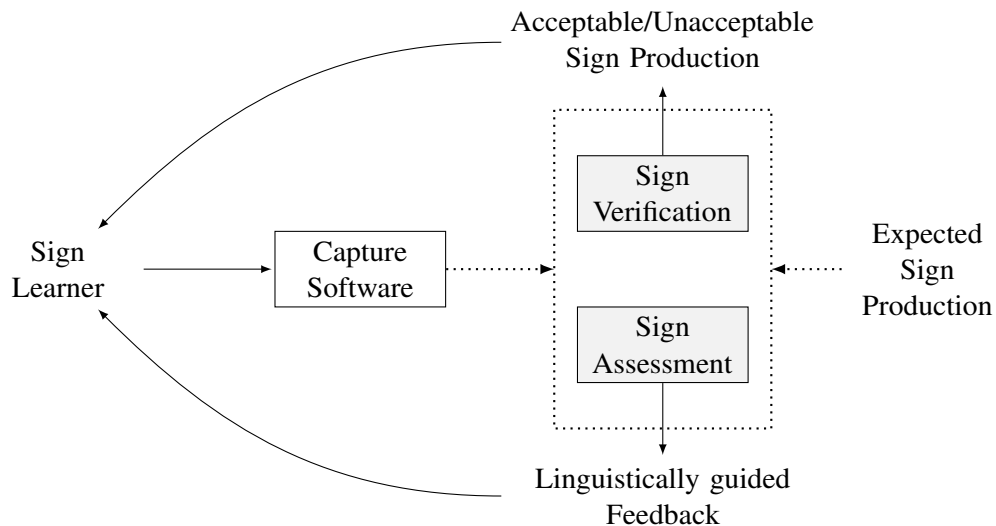 Acceptable/Unacceptable
Sign Production
Sign
Verification
Sign
Learner
Capture
Software
Expected
Sign
Production
Sign
Assessment
Linguistically guided
Feedback